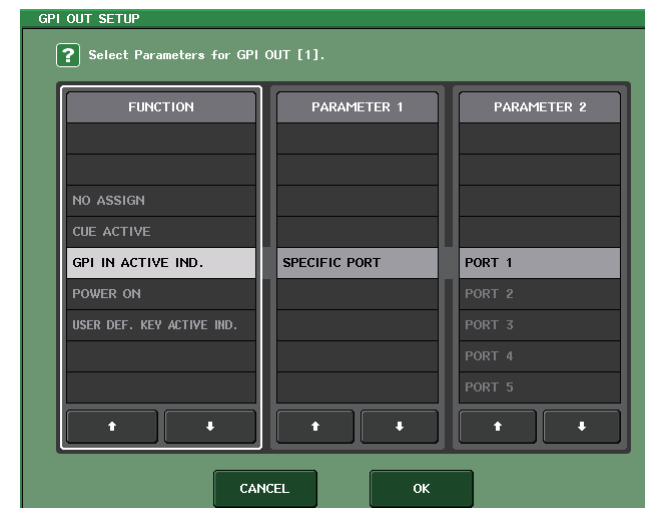 GPI OUT SETUP
? Select Parameters for GPI OUT [1].
FUNCTION
NO ASSIGN
CUE ACTIVE
GPI IN ACTIVE IND.
POWER ON
USER DEF. KEY ACTIVE IND.
PARAMETER 1
SPECIFIC PORT
PARAMETER 2
PORT 1
PORT 2
PORT 3
PORT 4
PORT 5
CANCEL
OK